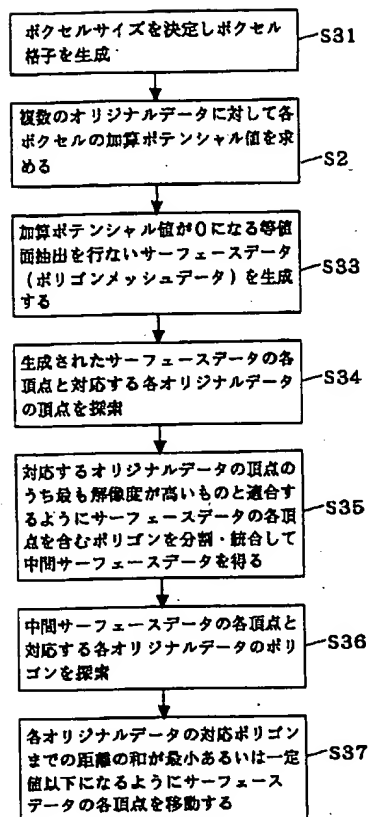 ボクセルサイズを決定しボクセル
格子を生成
S31
複数のオリジナルデータに対して各
ボクセルの加算ポテンシャル値を求
める
S2
加算ポテンシャル値が0になる等値
面抽出を行ないサーフェースデータ
(ポリゴンメッシュデータ)を生成
する
S33
生成されたサーフェースデータの各
頂点と対応する各オリジナルデータ
の頂点を探索
S34
対応するオリジナルデータの頂点の
うち最も解像度が高いものと適合す
るようにサーフェースデータの各頂
点を含むポリゴンを分割・統合して
中間サーフェースデータを得る
S35
中間サーフェースデータの各頂点と
対応する各オリジナルデータのポリ
ゴンを探索
S36
各オリジナルデータの対応ポリゴン
までの距離の和が最小あるいは一定
値以下になるようにサーフェース
データの各頂点を移動する
S37